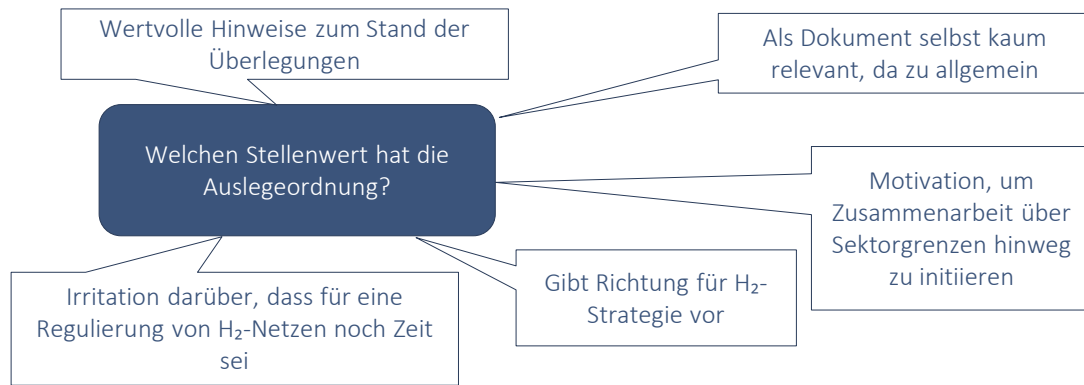 Wertvolle Hinweise zum Stand der
Überlegungen
Als Dokument selbst kaum
relevant, da zu allgemein
Welchen Stellenwert hat die
Auslegeordnung?
Motivation, um
Zusammenarbeit über
Sektorgrenzen hinweg
zu initiieren
Irritation darüber, dass für eine
Regulierung von H₂-Netzen noch Zeit
sei
Gibt Richtung für H₂-
Strategie vor